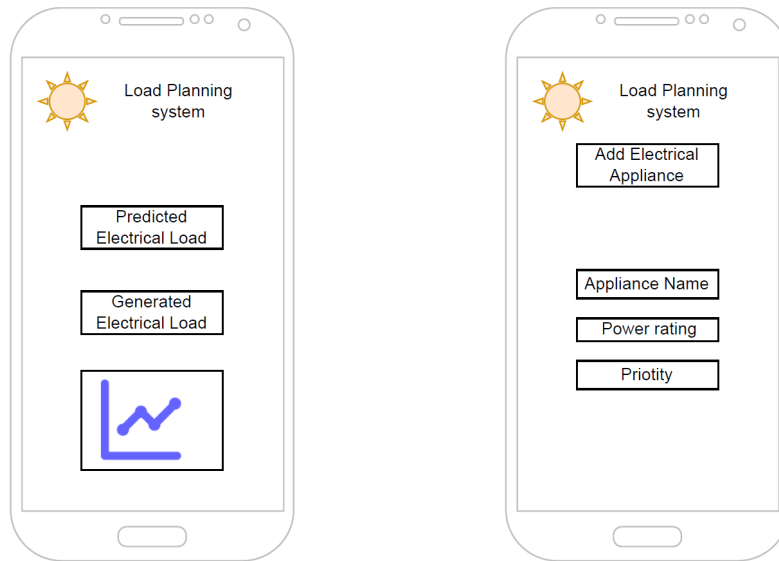 Load Planning
system
Predicted
Electrical Load
Generated
Electrical Load
Load Planning
system
Add Electrical
Appliance
Appliance Name
Power rating
Priotity